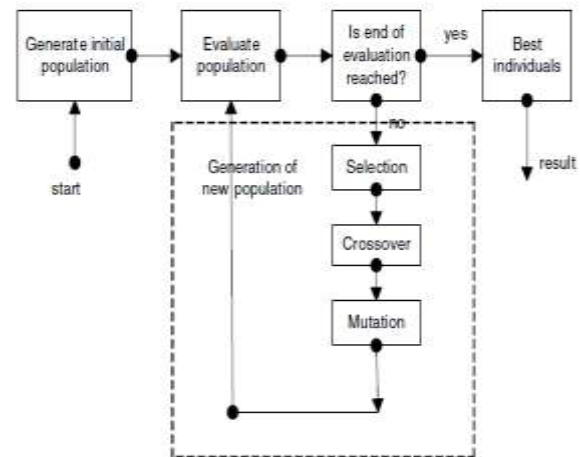 Generate initial
population
Evaluate
population
Is end of
evaluation
reached?
yes
Best
individuals
no
start
Generation of
new population
Selection
result
Crossover
Mutation